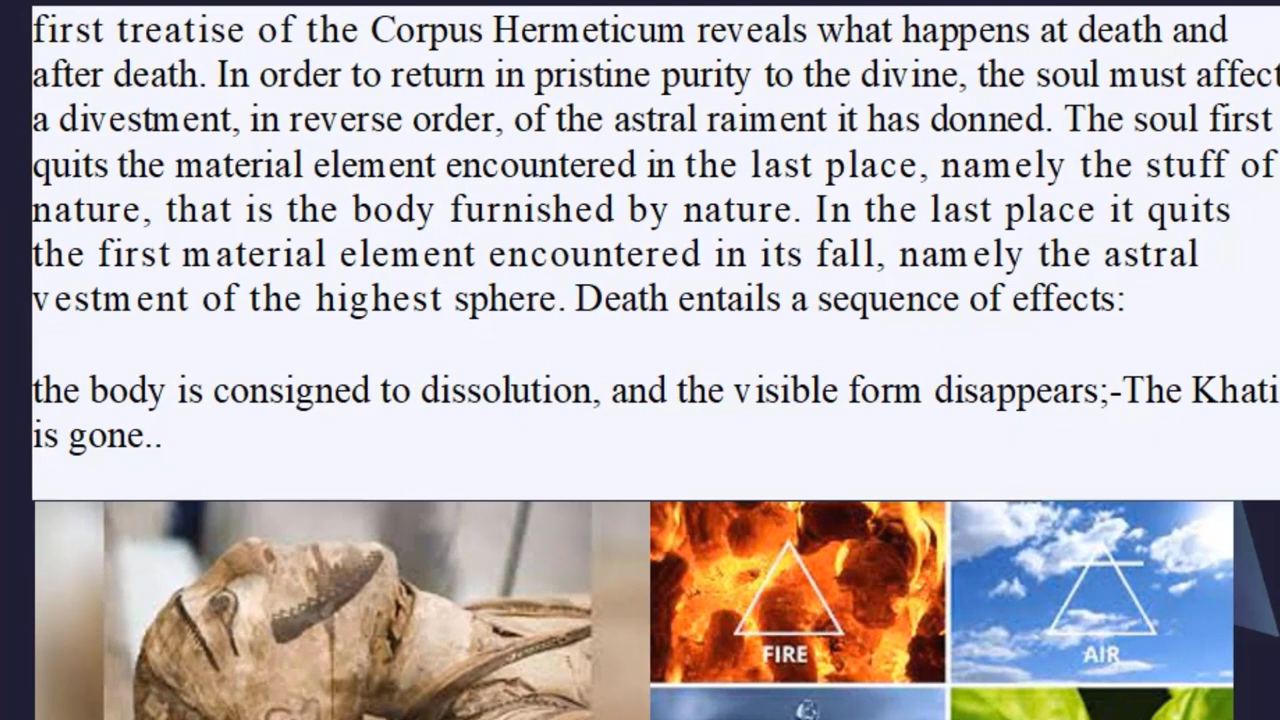 first treatise of the Corpus Hermeticum reveals what happens at death and
after death. In order to return in pristine purity to the divine, the soul must affect
a divestment, in reverse order, of the astral raiment it has donned. The soul first
quits the material element encountered in the last place, namely the stuff of
nature, that is the body furnished by nature. In the last place it quits
the first material element encountered in its fall, namely the astral
vestment of the highest sphere. Death entails a sequence of effects:
the body is consigned to dissolution, and the visible form disappears;-The Khati
is gone..
FIRE
AIR